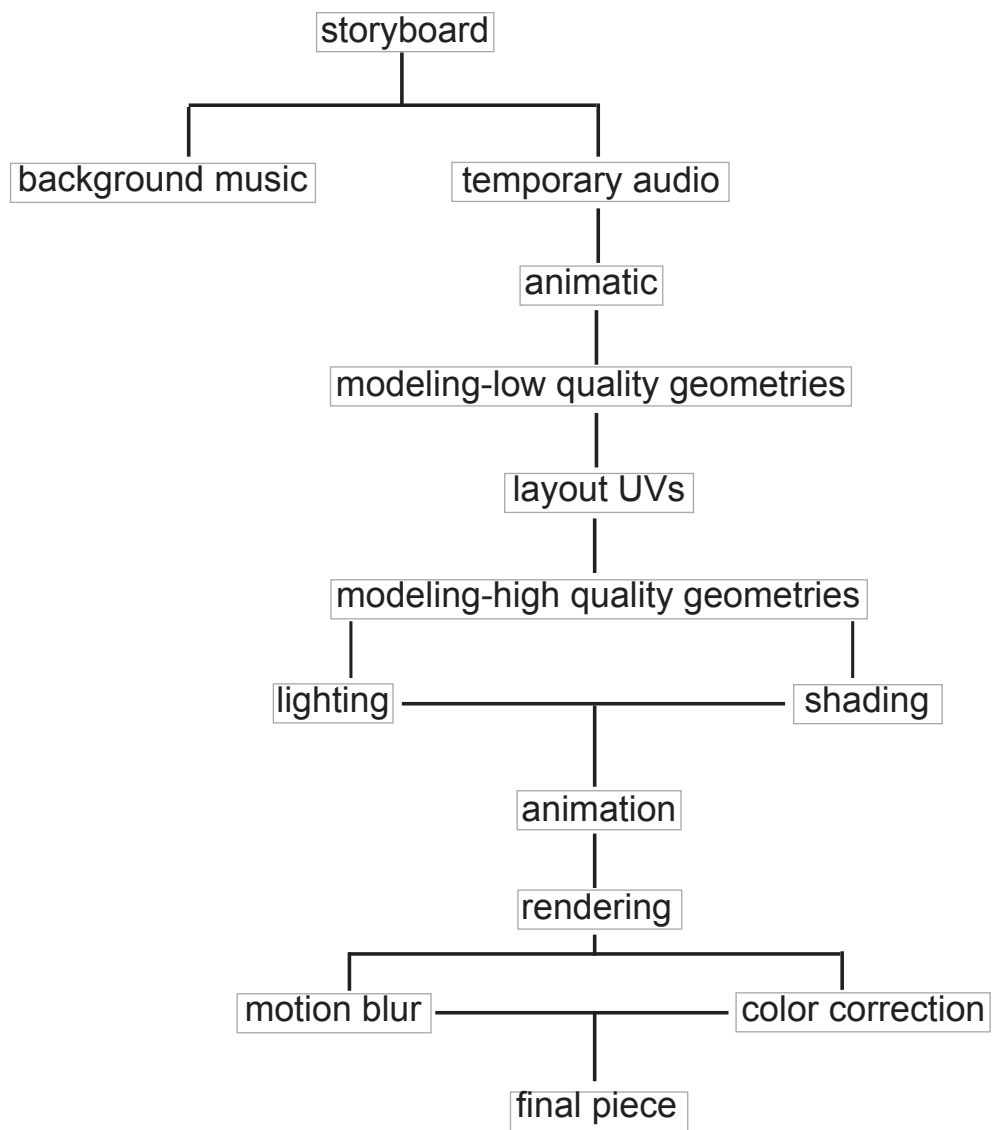 storyboard
background music
temporary audio
animatic
modeling-low quality geometries
layout UVs
modeling-high quality geometries
lighting
shading
animation
rendering
motion blur
color correction
final piece